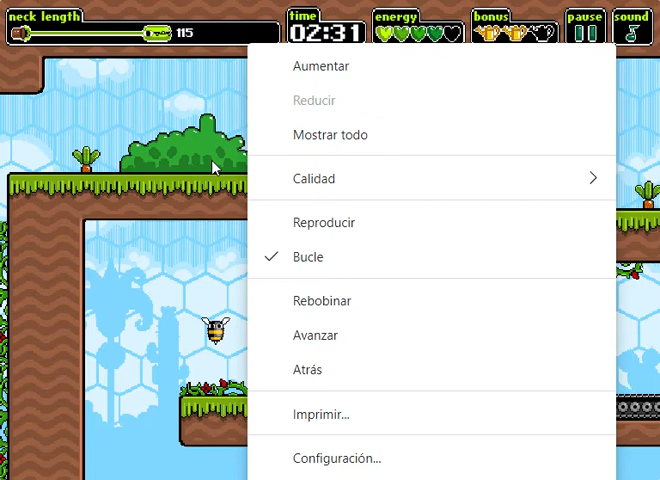 neck length
115
time
02:31
energy
bonus
pause
sound
Aumentar
Reducir
Mostrar todo
Calidad
Reproducir
Bucle
Rebobinar
Avanzar
Atrás
Imprimir...
Configuración...